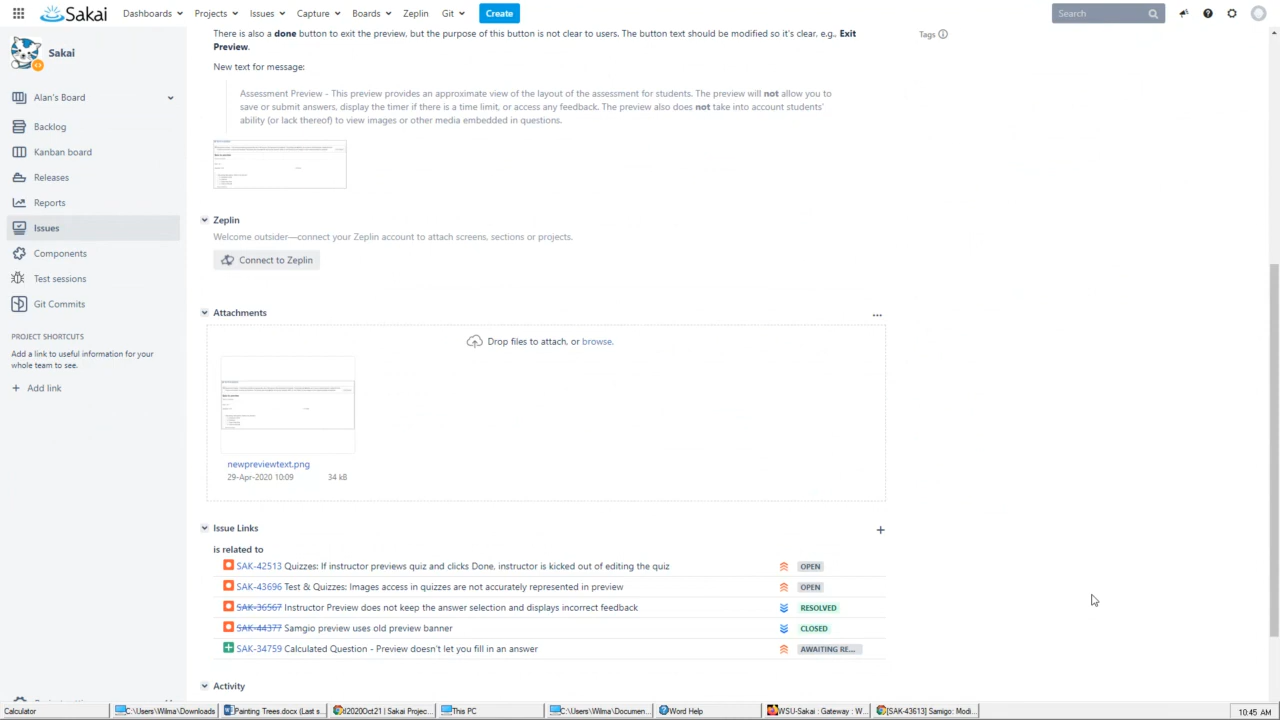 Sakai
Dashboards
Projects
Issues
Capture
Boards
Zeplin
Git
Create
Search
There is also a done button to exit the preview, but the purpose of this button is not clear to users. The button text should be modified so it's clear, e.g., Exit
Preview.
Tags
Sakai
New text for message:
Assessment Preview - This preview provides an approximate view of the layout of the assessment for students. The preview will not allow you to
save or submit answers, display the timer if there is a time limit, or access any feedback. The preview also does not take into account students'
ability (or lack thereof) to view images or other media embedded in questions.
Alan's Board
Backlog
Kanban board
Releases
Reports
Issues
Components
Test sessions
Git Commits
PROJECT SHORTCUTS
Add a link to useful information for your
whole team to see.
Add link
Zeplin
Welcome outsider—connect your Zeplin account to attach screens, sections or projects.
Connect to Zeplin
Attachments
Drop files to attach, or browse.
newpreviewtext.png
29-Apr-2020 10:09 34 kB
Issue Links
is related to
SAK-42513 Quizzes: If instructor previews quiz and clicks Done, instructor is kicked out of editing the quiz OPEN
SAK-43696 Test & Quizzes: Images access in quizzes are not accurately represented in preview OPEN
SAK-36567 Instructor Preview does not keep the answer selection and displays incorrect feedback RESOLVED
SAK-44377 Samgio preview uses old preview banner CLOSED
SAK-34759 Calculated Question - Preview doesn't let you fill in an answer AWAITING RE...
Activity
Calculator
C:\Users\Wilma\Downloads
Painting Trees.docx (Last s...
t2020Oct21 | Sakai Projec...
This PC
C:\Users\Wilma\Documen...
Word Help
WSU-Sakai : Gateway : W...
[SAK-43613] Samigo: Modi...
10:45 AM